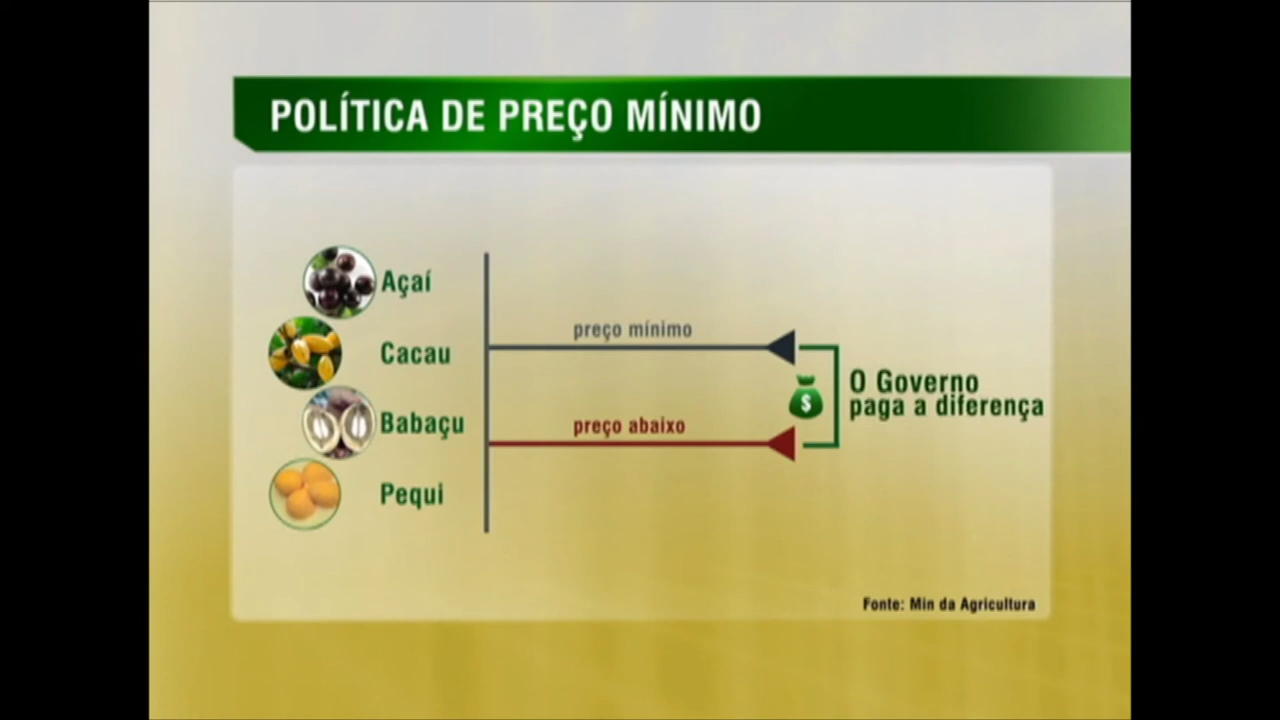 POLÍTICA DE PREÇO MÍNIMO
Açaí
Cacau
Babaçu
Pequi
preço mínimo
preço abaixo
$
O Governo
paga a diferença
Fonte: Min da Agricultura